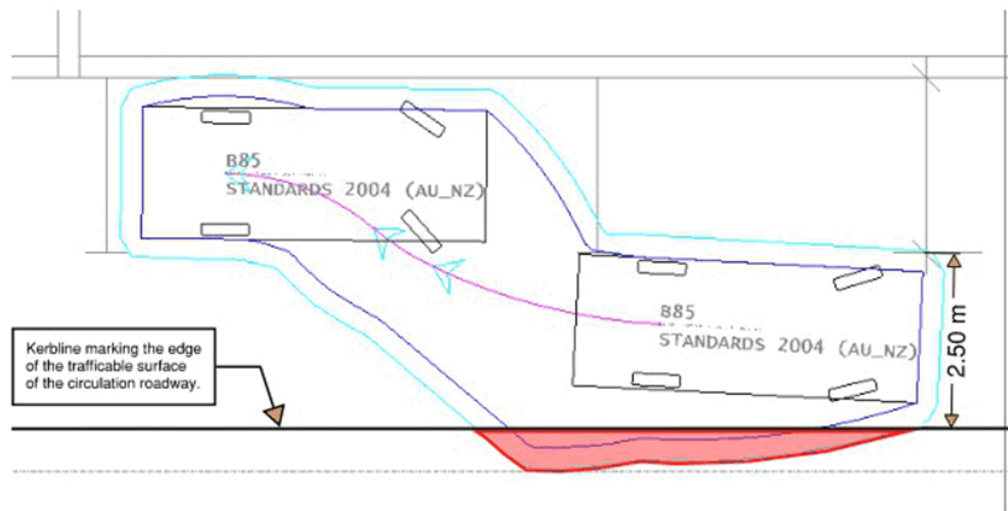 B85
STANDARDS 2004 (AU_NZ)
B85
STANDARDS 2004 (AU_NZ)
2.50 m
Kerbline marking the edge
of the trafficable surface
of the circulation roadway.